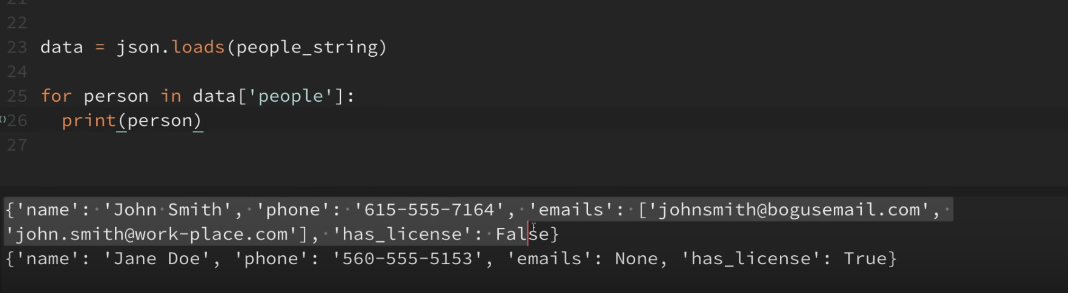 21
22
23 data = json.loads(people_string)
24
25 for person in data['people']:
26   print(person)
27
{'name': 'John Smith', 'phone': '615-555-7164', 'emails': ['johnsmith@bogusemail.com',
'john.smith@work-place.com'], 'has_license': False}
{'name': 'Jane Doe', 'phone': '560-555-5153', 'emails': None, 'has_license': True}